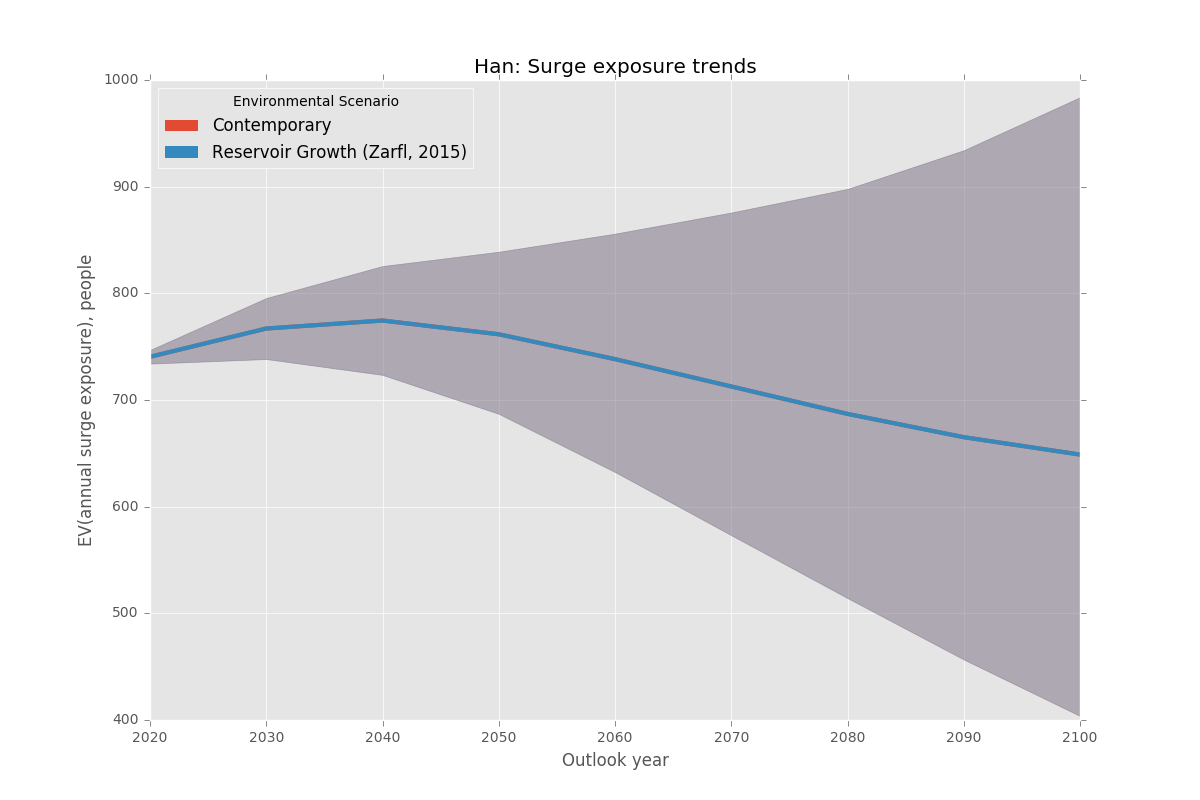 Han: Surge exposure trends
Environmental Scenario
Contemporary
Reservoir Growth (Zarfl, 2015)
EV(annual surge exposure), people
1000
900
800
700
600
500
400
2020 2030 2040 2050 2060 2070 2080 2090 2100
Outlook year